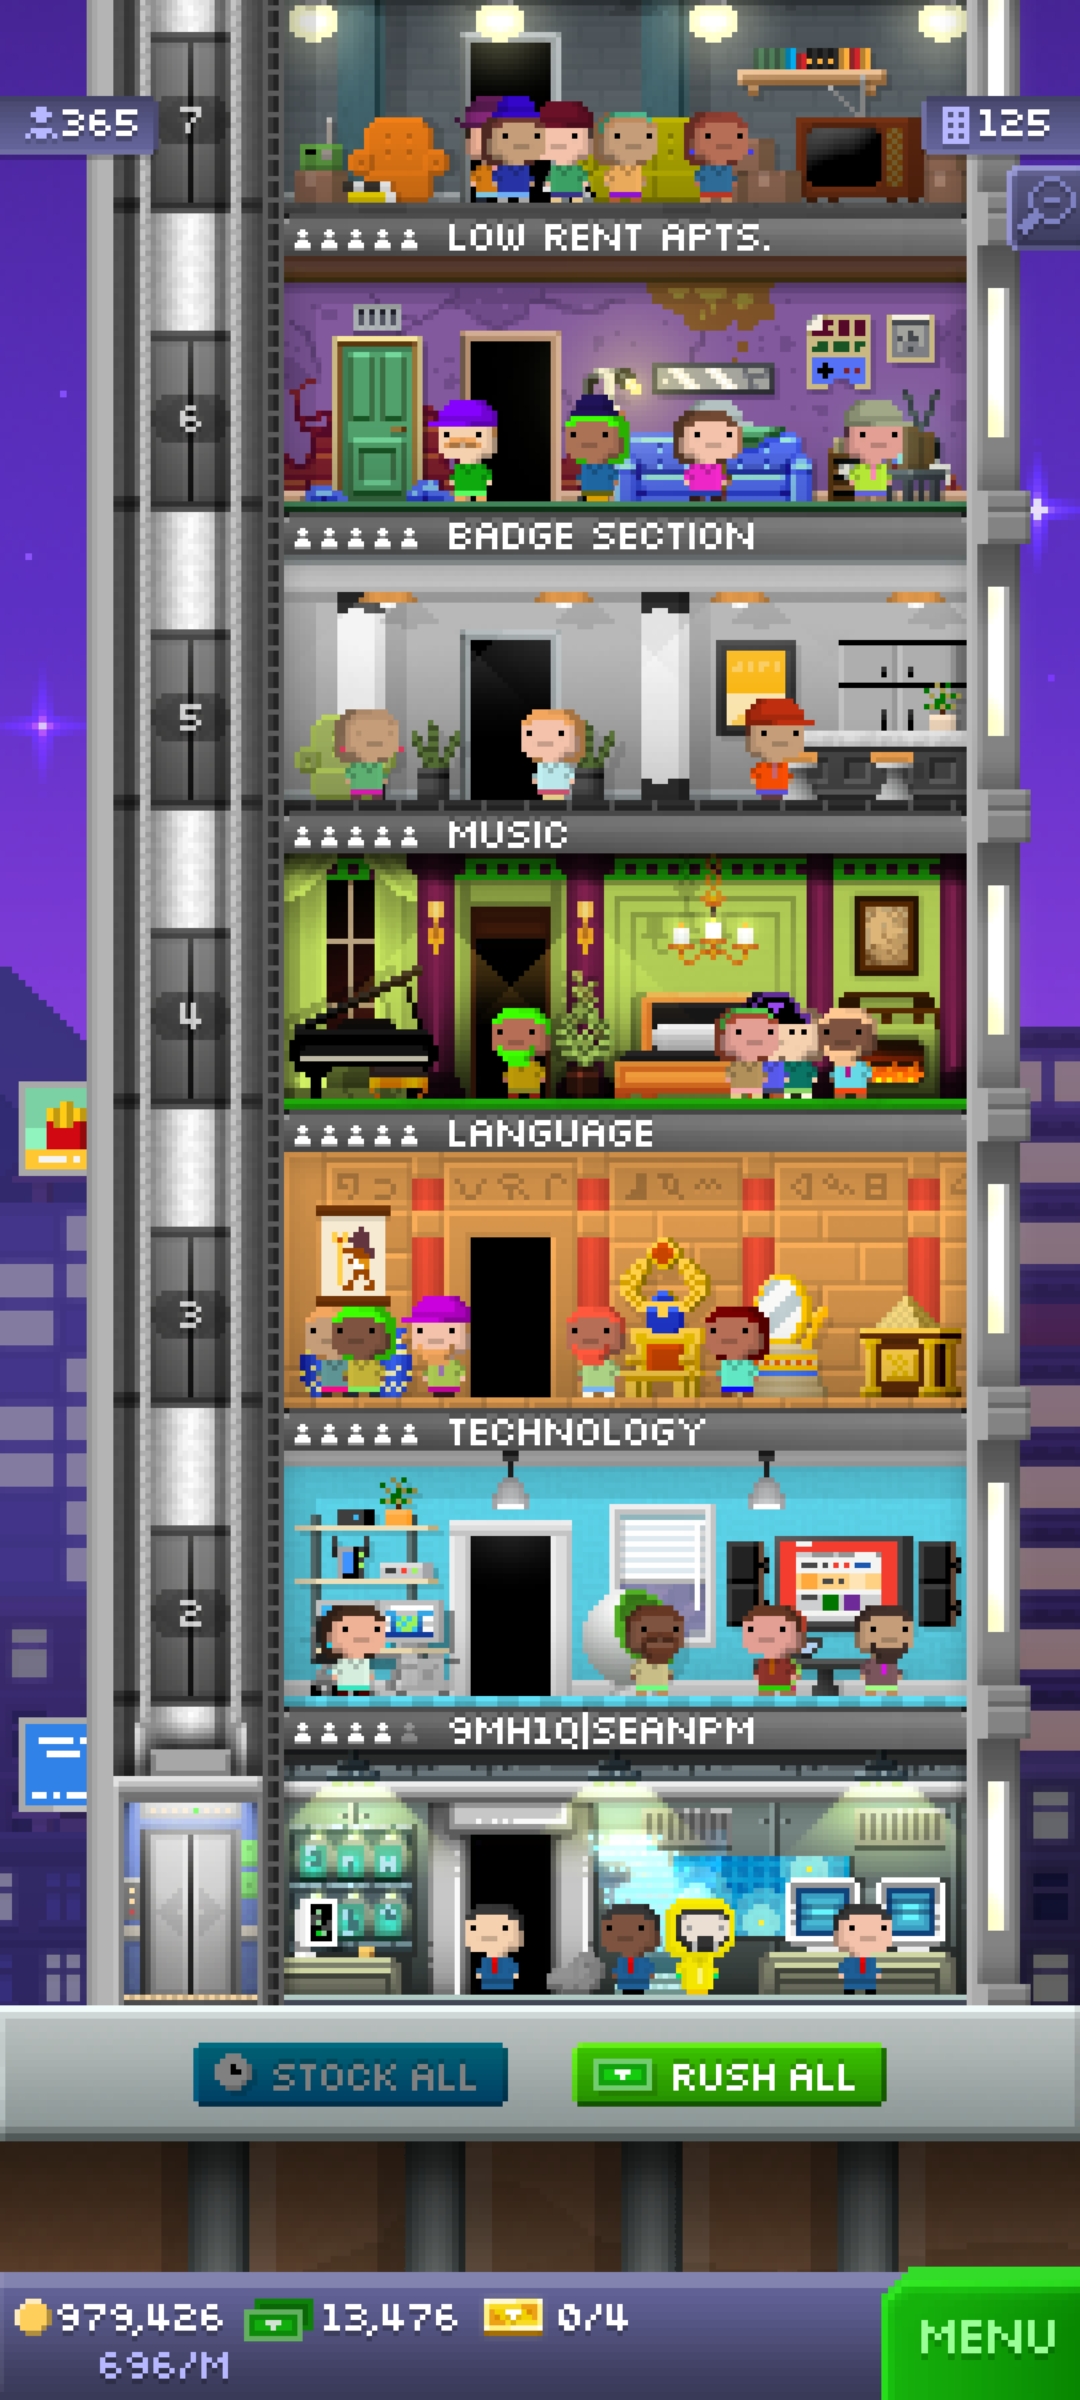 365
7
125
LOW RENT APTS.
6
BADGE SECTION
5
MUSIC
4
LANGUAGE
3
TECHNOLOGY
2
9MH1Q|SEANPM
STOCK ALL
RUSH ALL
979,426
13,476
0/4
696/M
MENU